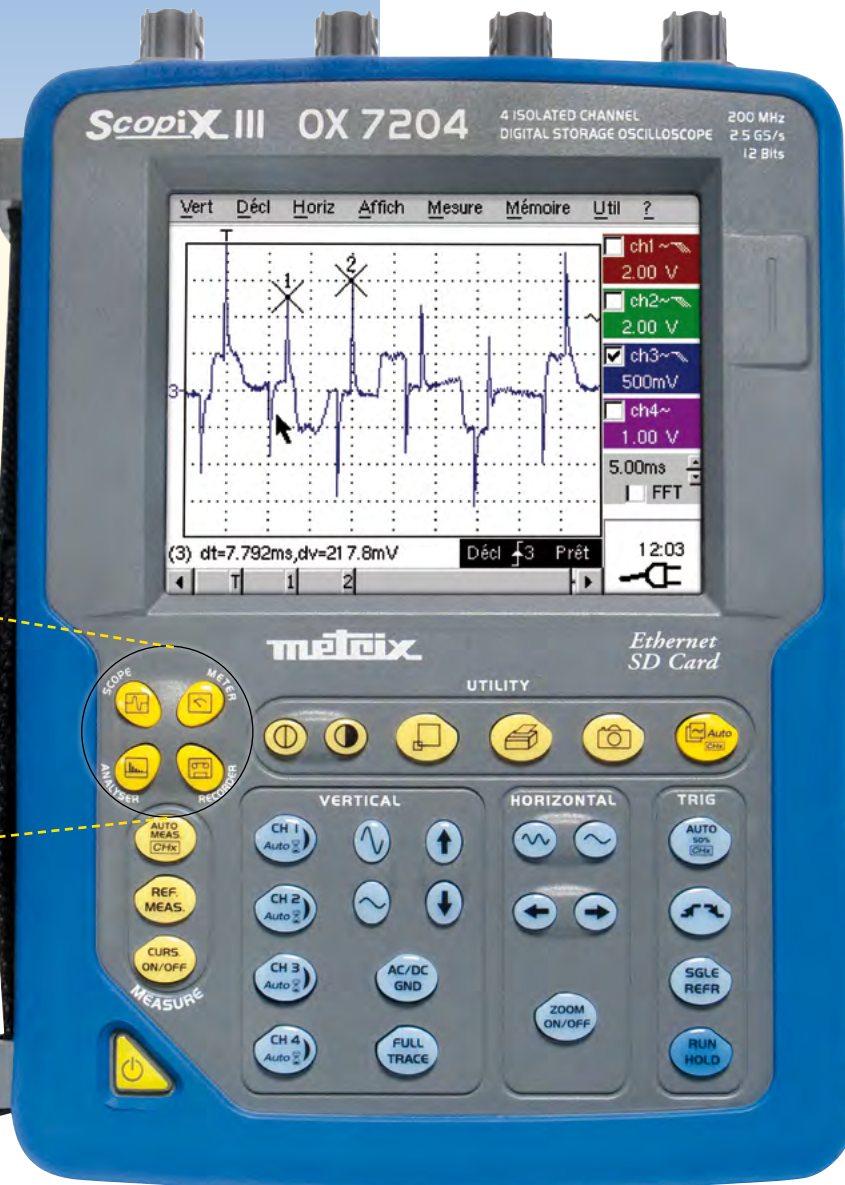 ScopiX III OX 7204
4 ISOLATED CHANNEL
DIGITAL STORAGE OSCILLOSCOPE
200 MHz
2.5 GS/s
12 Bits
Vert Décl Horiz Affich Mesure Mémoire Util ?
T
1
2
3
ch1
2.00 V
ch2
2.00 V
ch3
500mV
ch4
1.00 V
5.00ms
FFT
(3) dt=7.792ms,dv=217.8mV
Décl 3 Prêt
12:03
T 1 2
metrix
Ethernet
SD Card
SCOPE
METER
ANALYSER
RECORDER
UTILITY
Auto
CHx
AUTO
MEAS.
CHx
REF.
MEAS.
CURS.
ON/OFF
MEASURE
VERTICAL
CH 1
Auto
CH 2
Auto
CH 3
Auto
AC/DC
GND
CH 4
Auto
FULL
TRACE
HORIZONTAL
ZOOM
ON/OFF
TRIG
AUTO
50%
CHx
SGLE
REFR
RUN
HOLD